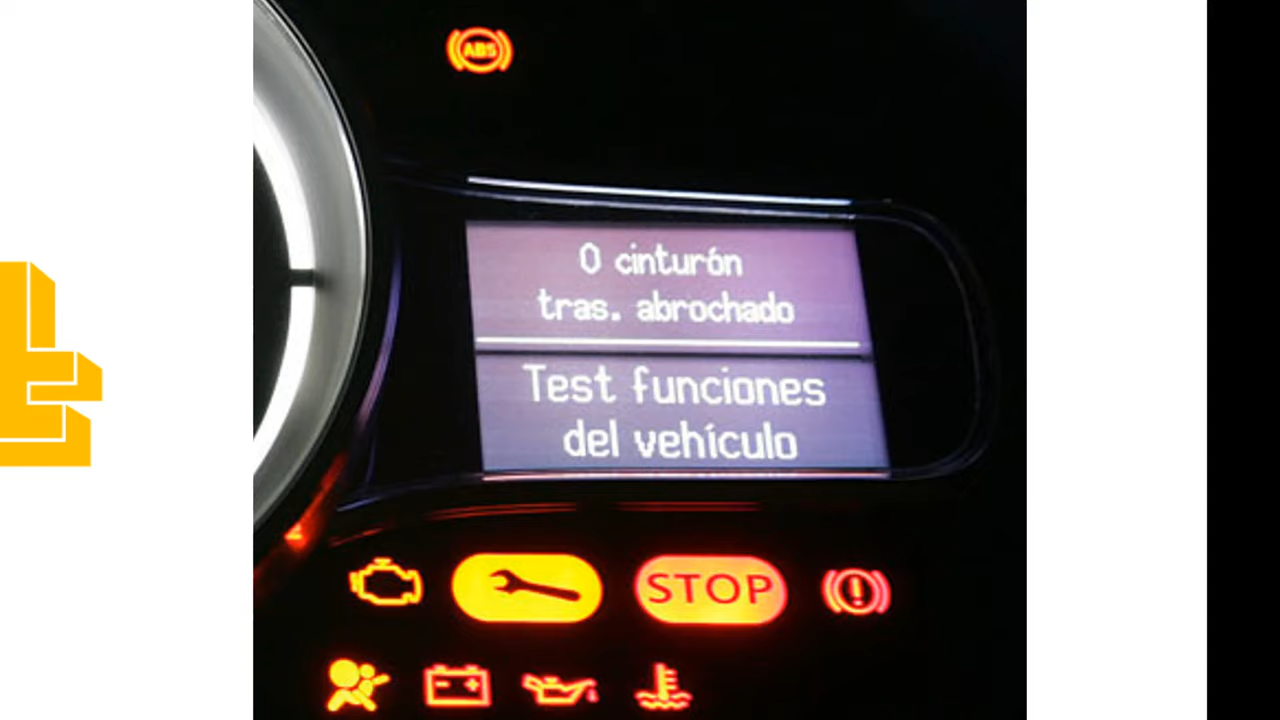 ABS
0 cinturón
tras. abrochado
Test funciones
del vehículo
STOP